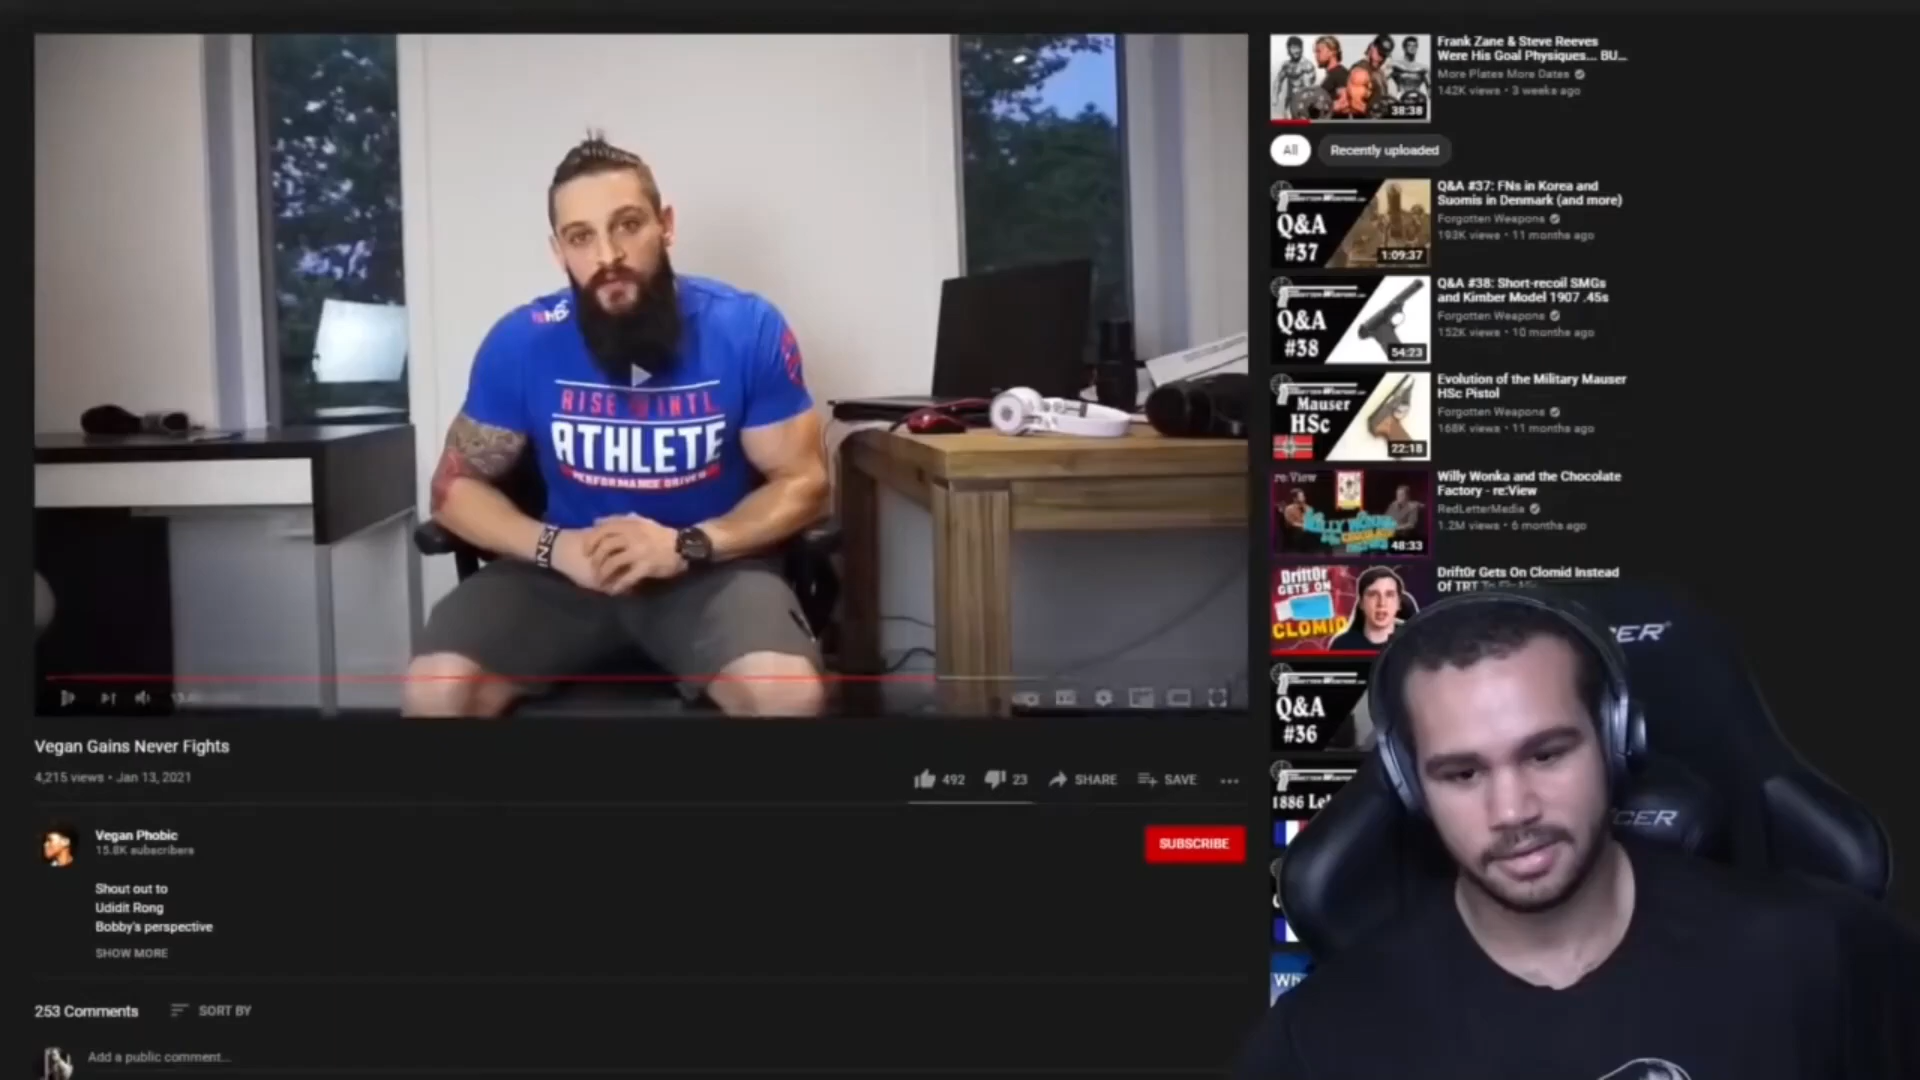 RISE INTL
ATHLETE
PERFORMANCE DRIVEN
Vegan Gains Never Fights
4,215 views • Jan 13, 2021
492
23
SHARE
SAVE
Vegan Phobic
15.8K subscribers
SUBSCRIBE
Shout out to
Udidit Rong
Bobby's perspective
SHOW MORE
253 Comments
SORT BY
Add a public comment...
38:38
Frank Zane & Steve Reeves
Were His Goal Physiques... BU...
More Plates More Dates
142K views • 3 weeks ago
All
Recently uploaded
Q&A
#37
1:09:37
Q&A #37: FNs in Korea and
Suomis in Denmark (and more)
Forgotten Weapons
193K views • 11 months ago
Q&A
#38
54:23
Q&A #38: Short-recoil SMGs
and Kimber Model 1907 .45s
Forgotten Weapons
152K views • 10 months ago
Mauser
HSc
22:18
Evolution of the Military Mauser
HSc Pistol
Forgotten Weapons
168K views • 11 months ago
re:View
WILLY WONKA
48:33
Willy Wonka and the Chocolate
Factory - re:View
RedLetterMedia
1.2M views • 6 months ago
Drift0r
GETS ON
CLOMID
Drift0r Gets On Clomid Instead
Of TRT
Q&A
#36
1886
Wh